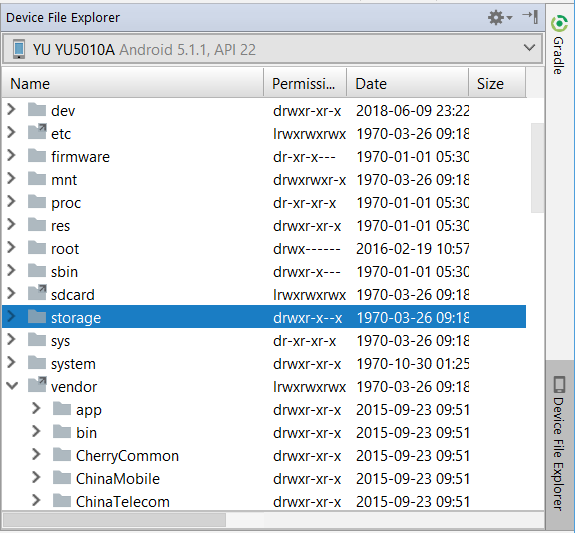 Device File Explorer
YU YU5010A Android 5.1.1, API 22
Name Permissi... Date Size
dev drwxr-xr-x 2018-06-09 23:22
etc lrwxrwxrwx 1970-03-26 09:18
firmware dr-xr-x--- 1970-01-01 05:30
mnt drwxrwxr-x 1970-03-26 09:18
proc dr-xr-xr-x 1970-01-01 05:30
res drwxr-xr-x 1970-01-01 05:30
root drwx------ 2016-02-19 10:57
sbin drwxr-x--- 1970-01-01 05:30
sdcard lrwxrwxrwx 1970-03-26 09:18
storage drwxr-x--x 1970-03-26 09:18
sys dr-xr-xr-x 1970-03-26 09:18
system drwxr-xr-x 1970-10-30 01:25
vendor lrwxrwxrwx 1970-03-26 09:18
app drwxr-xr-x 2015-09-23 09:51
bin drwxr-xr-x 2015-09-23 09:51
CherryCommon drwxr-xr-x 2015-09-23 09:51
ChinaMobile drwxr-xr-x 2015-09-23 09:51
ChinaTelecom drwxr-xr-x 2015-09-23 09:51
Gradle
Device File Explorer